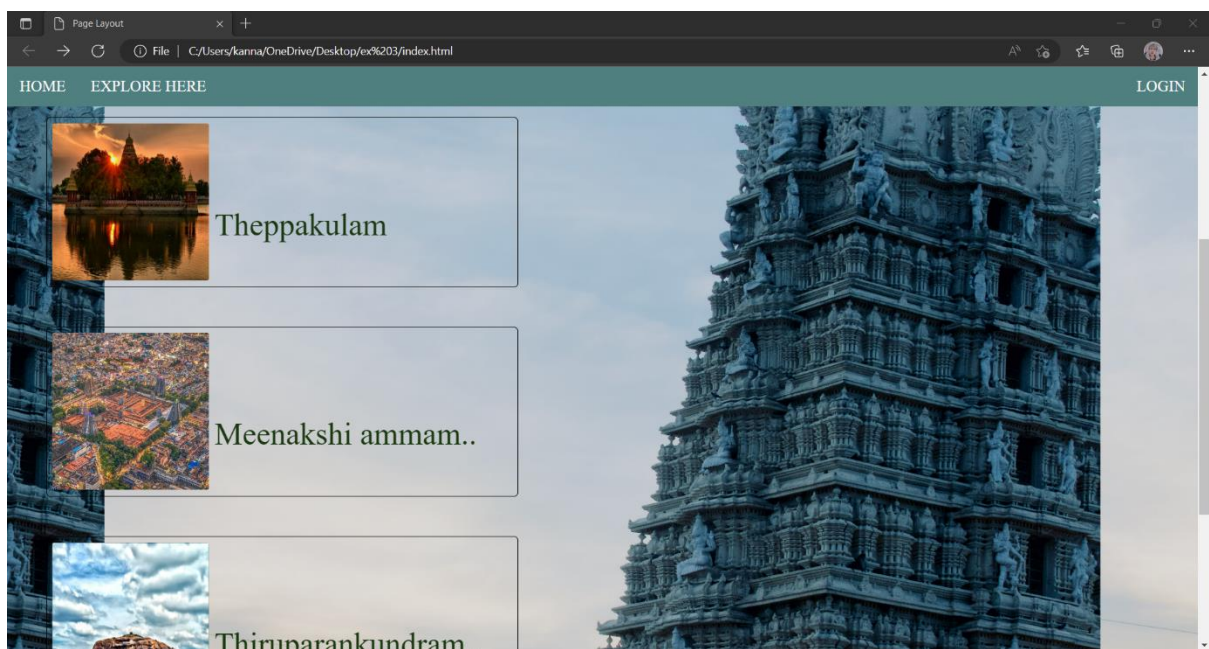 Page Layout
File | C:/Users/kanna/OneDrive/Desktop/ex%203/index.html
HOME EXPLORE HERE LOGIN
Theppakulam
Meenakshi ammam..
Thiruparankundram